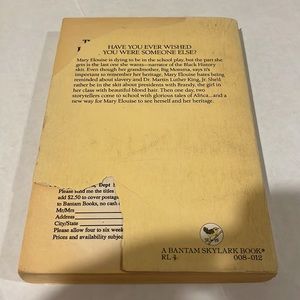 HAVE YOU EVER WISHED
YOU WERE SOMEONE ELSE?
Mary Elouise is dying to be in the school play, but the part she
gets is the last one she wants—narrator of the Black History
skit. Even though her grandmother, Big Momma, says it's
important to remember her heritage, Mary Elouise hates being
reminded about slavery and Dr. Martin Luther King, Jr. She'd
rather be in the skit about presidents with Brandy, the girl in
her class with beautiful blond hair. Then one day, two
storytellers come to school with glorious tales of Africa...and a
new way for Mary Elouise to see herself and her heritage.
Dept
Please send me the titles
add $2.50 to cover postage
to Bantam Books, no cash
Mr/Mrs
Address
City/State
Please allow four to six week
Prices and availability subject
A BANTAM SKYLARK BOOK®
RL 4
008-012